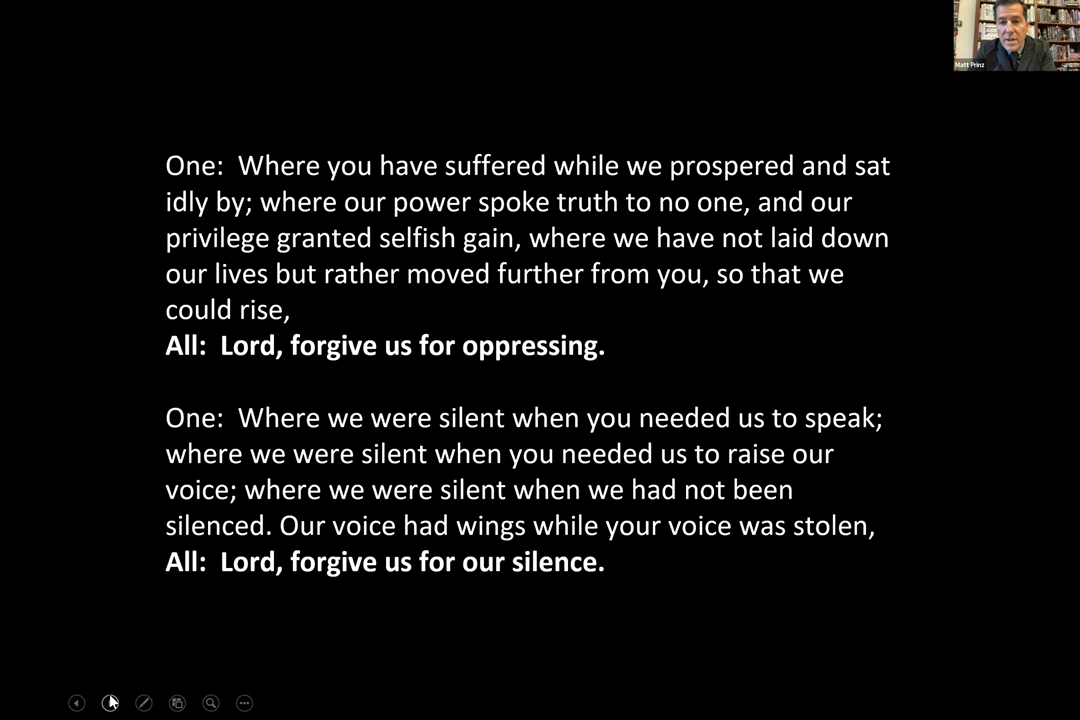 Matt Prinz
One: Where you have suffered while we prospered and sat
idly by; where our power spoke truth to no one, and our
privilege granted selfish gain, where we have not laid down
our lives but rather moved further from you, so that we
could rise,
All: Lord, forgive us for oppressing.
One: Where we were silent when you needed us to speak;
where we were silent when you needed us to raise our
voice; where we were silent when we had not been
silenced. Our voice had wings while your voice was stolen,
All: Lord, forgive us for our silence.